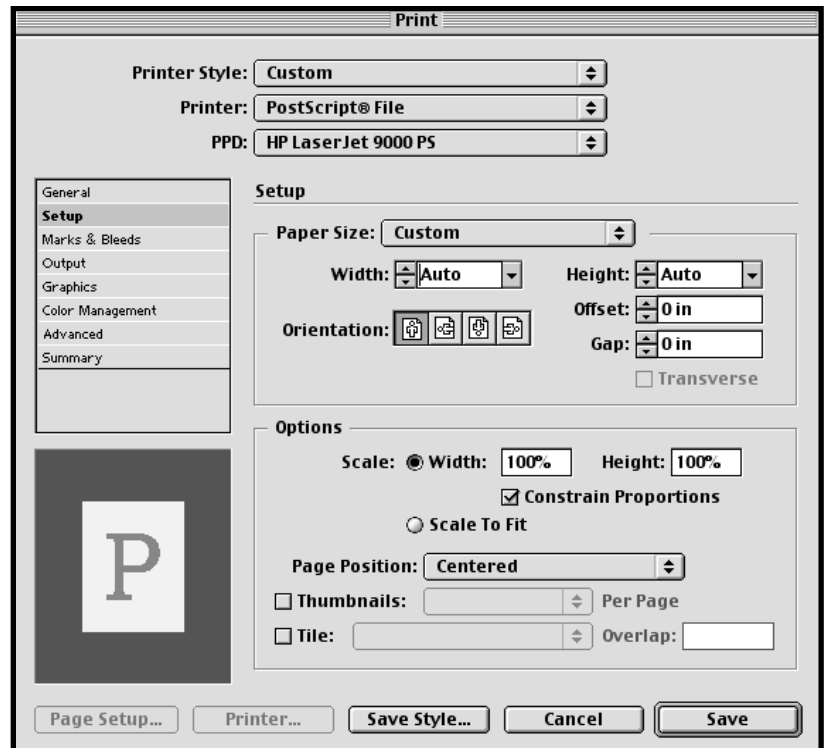 Print
Printer Style: Custom
Printer: PostScript® File
PPD: HP LaserJet 9000 PS
General
Setup
Marks & Bleeds
Output
Graphics
Color Management
Advanced
Summary
Setup
Paper Size: Custom
Width: Auto Height: Auto
Orientation: Offset: 0 in
Gap: 0 in
Transverse
Options
Scale: Width: 100% Height: 100%
Constrain Proportions
Scale To Fit
Page Position: Centered
Thumbnails: Per Page
Tile: Overlap:
P
Page Setup... Printer... Save Style... Cancel Save